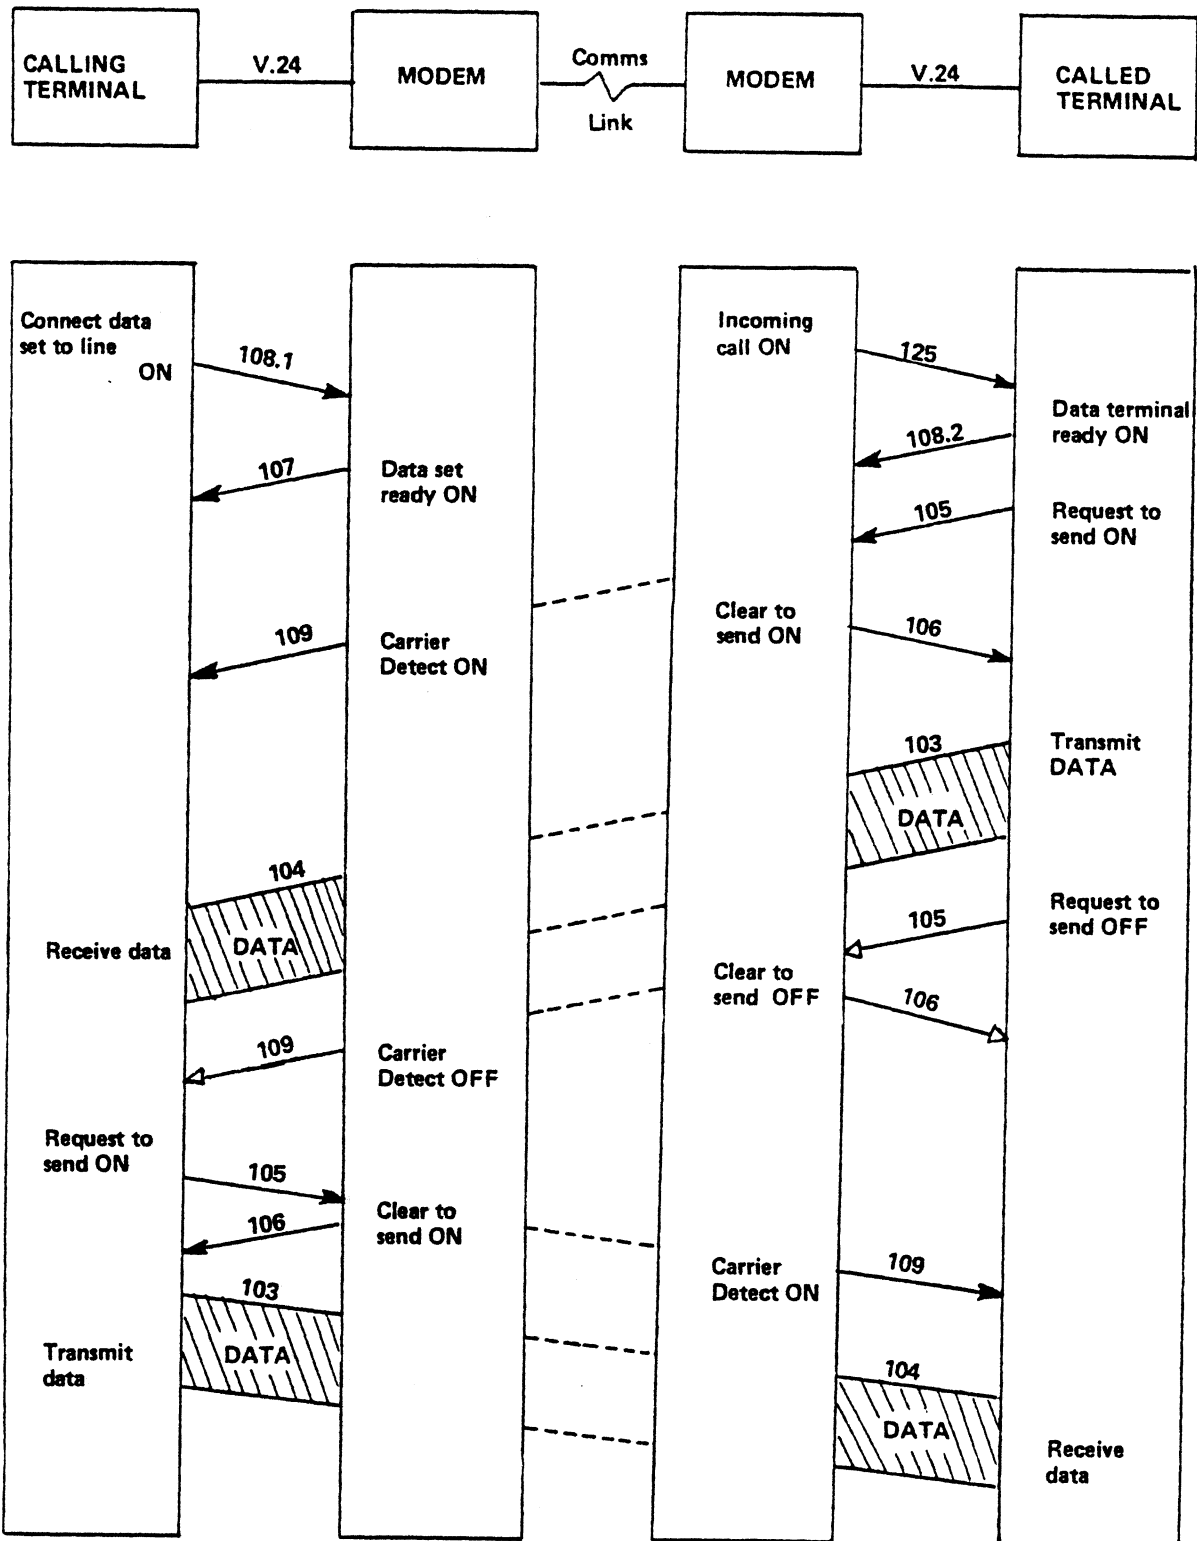 CALLING
TERMINAL
V.24
MODEM
Comms
Link
MODEM
V.24
CALLED
TERMINAL
Connect data
set to line
ON
108.1
Incoming
call ON
125
Data terminal
ready ON
108.2
107
Data set
ready ON
105
Request to
send ON
109
Carrier
Detect ON
Clear to
send ON
106
103
Transmit
DATA
DATA
104
Receive data
DATA
105
Request to
send OFF
Clear to
send OFF
106
109
Carrier
Detect OFF
Request to
send ON
105
106
Clear to
send ON
Carrier
Detect ON
109
103
Transmit
data
DATA
104
DATA
Receive
data